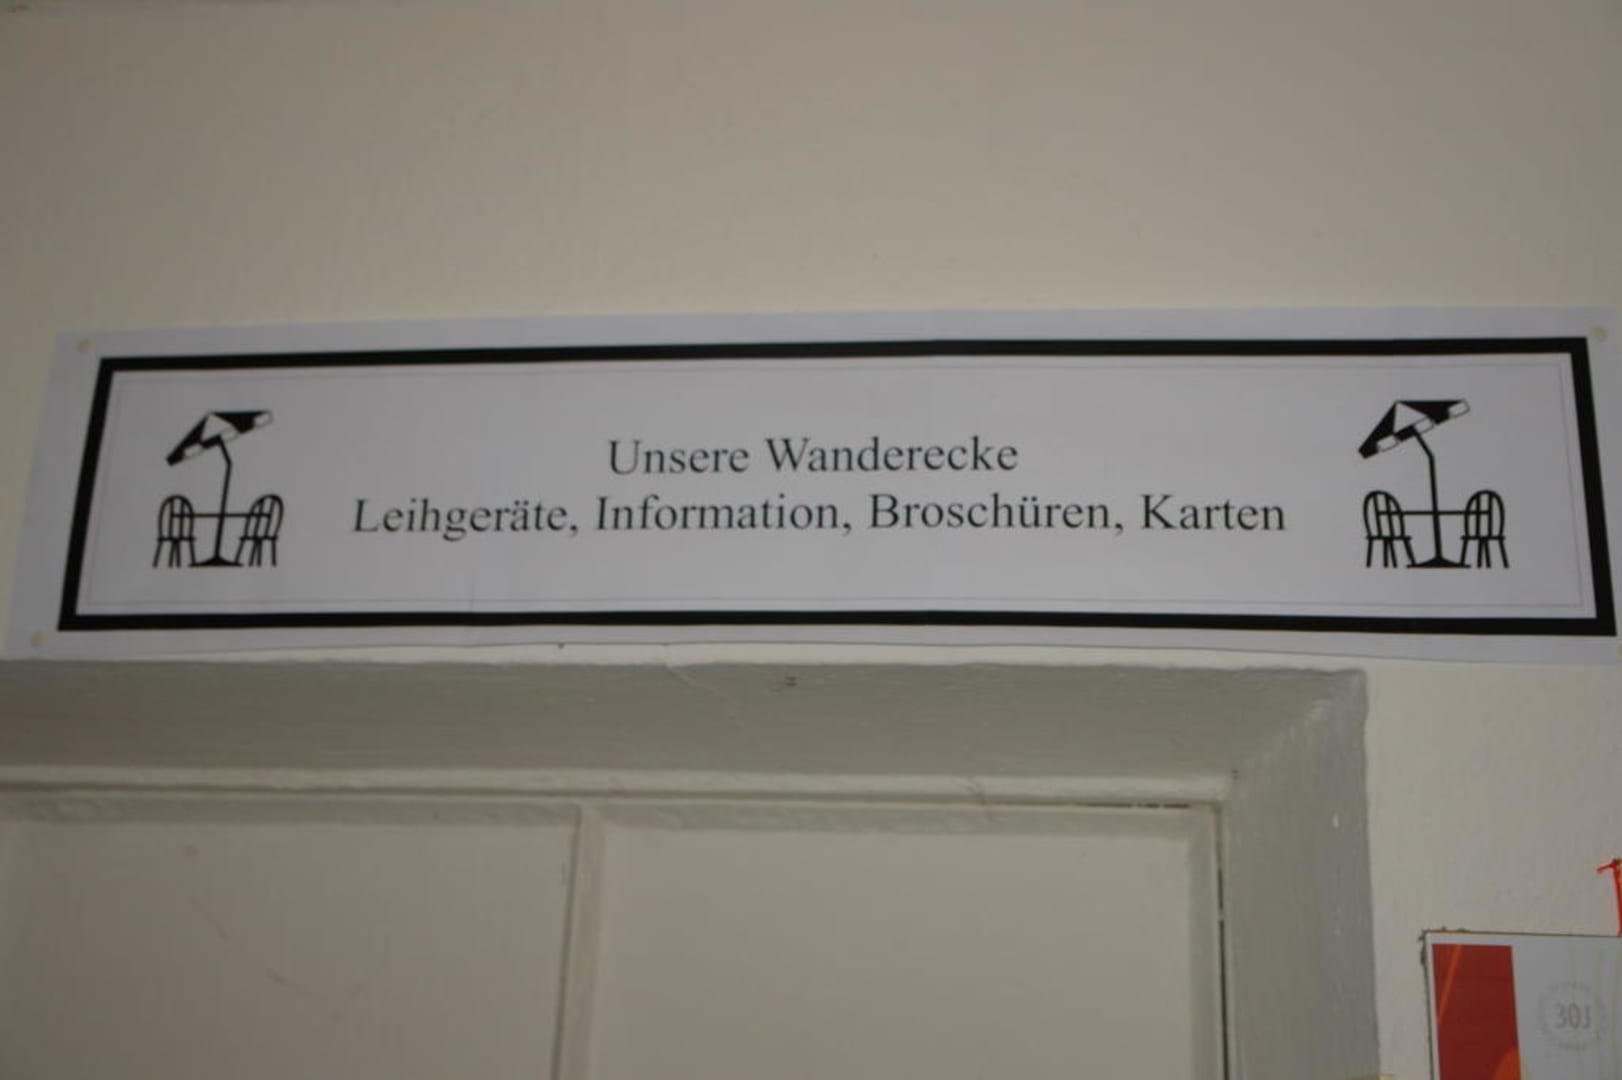 Unsere Wanderecke
Leihgeräte, Information, Broschüren, Karten